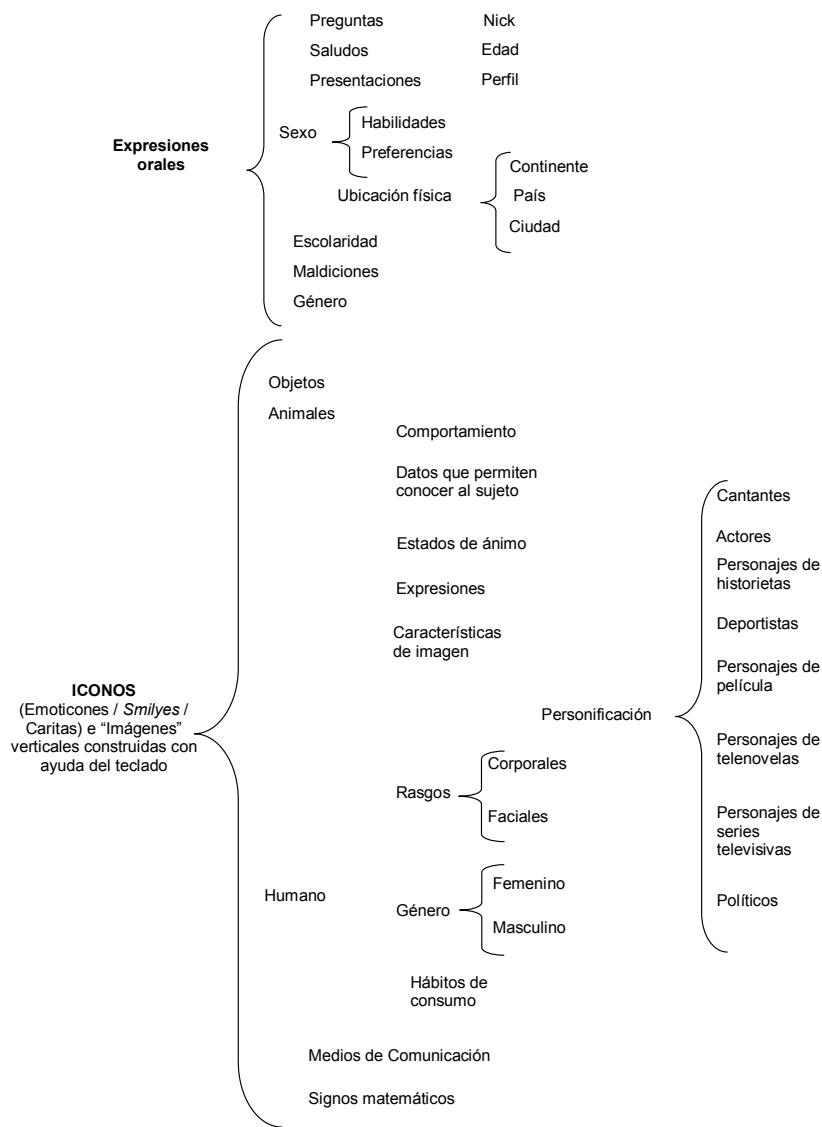 Preguntas Nick
Saludos Edad
Presentaciones Perfil
Expresiones
orales
Sexo
Habilidades
Preferencias
Ubicación física
Continente
País
Ciudad
Escolaridad
Maldiciones
Género
ICONOS
(Emoticones / Smilyes /
Caritas) e “Imágenes”
verticales construidas con
ayuda del teclado
Objetos
Animales
Humano
Comportamiento
Datos que permiten
conocer al sujeto
Estados de ánimo
Expresiones
Características
de imagen
Personificación
Cantantes
Actores
Personajes de
historietas
Deportistas
Personajes de
película
Personajes de
telenovelas
Personajes de
series
televisivas
Políticos
Rasgos
Corporales
Faciales
Género
Femenino
Masculino
Hábitos de
consumo
Medios de Comunicación
Signos matemáticos